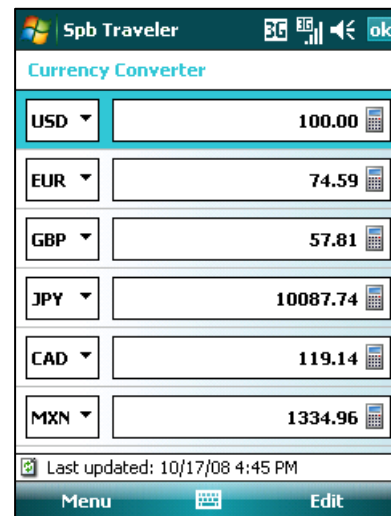 Spb Traveler 3G 3G ok
Currency Converter
USD 100.00
EUR 74.59
GBP 57.81
JPY 10087.74
CAD 119.14
MXN 1334.96
Last updated: 10/17/08 4:45 PM
Menu Edit